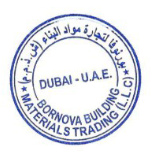 بورنوفا لتجارة مواد البناء (ش.ذ.م.م)
DUBAI - U.A.E.
BORNOVA BUILDING
MATERIALS TRADING (L.L.C)